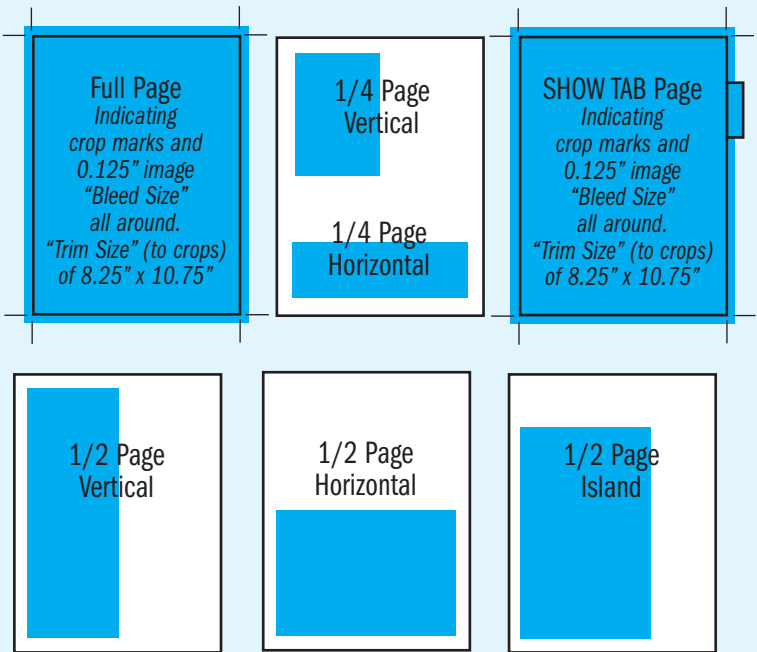 Full Page
Indicating
crop marks and
0.125” image
“Bleed Size”
all around.
“Trim Size” (to crops)
of 8.25” x 10.75”
1/4 Page
Vertical
1/4 Page
Horizontal
SHOW TAB Page
Indicating
crop marks and
0.125” image
“Bleed Size”
all around.
“Trim Size” (to crops)
of 8.25” x 10.75”
1/2 Page
Vertical
1/2 Page
Horizontal
1/2 Page
Island